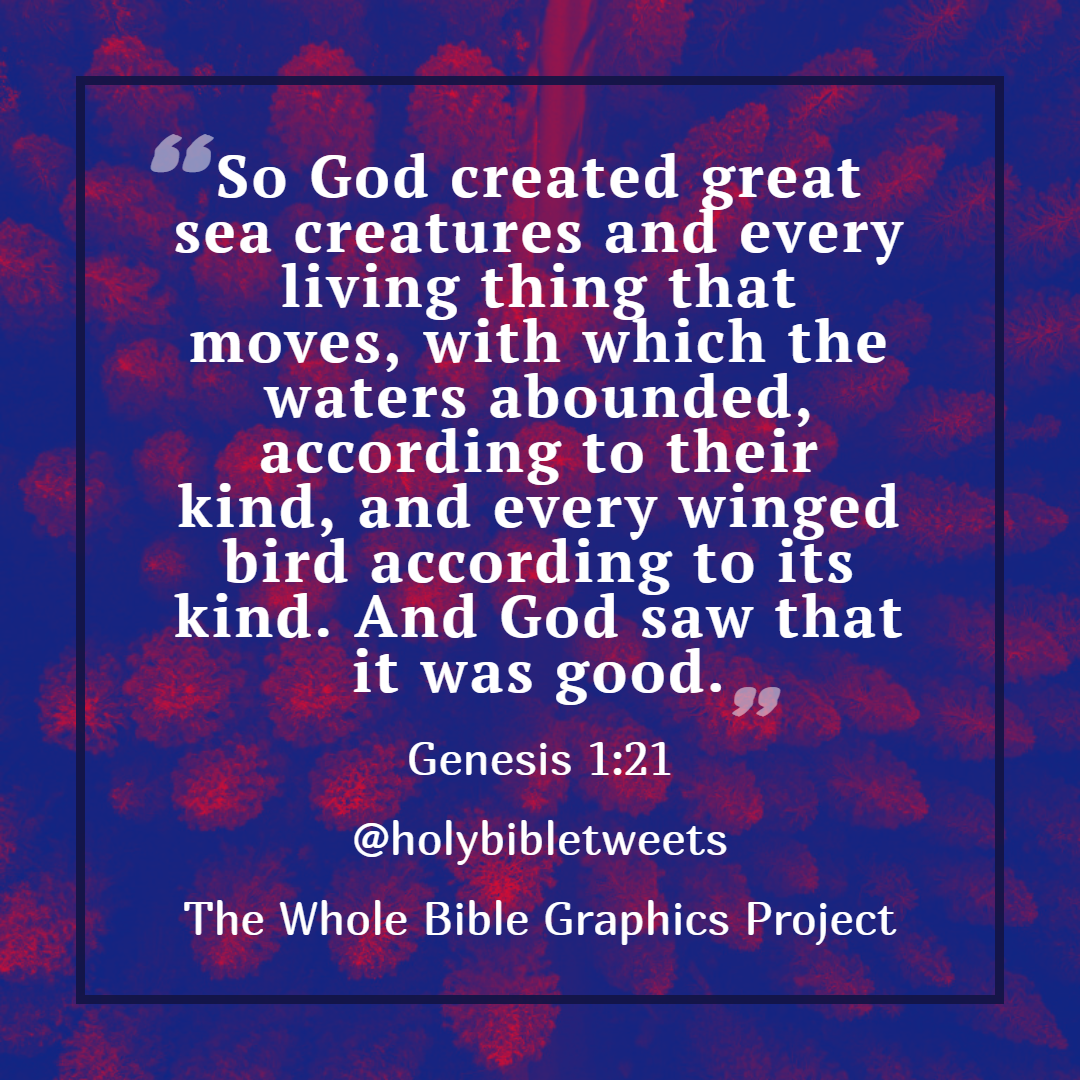 “So God created great
sea creatures and every
living thing that
moves, with which the
waters abounded,
according to their
kind, and every winged
bird according to its
kind. And God saw that
it was good.”
Genesis 1:21
@holybibletweets
The Whole Bible Graphics Project